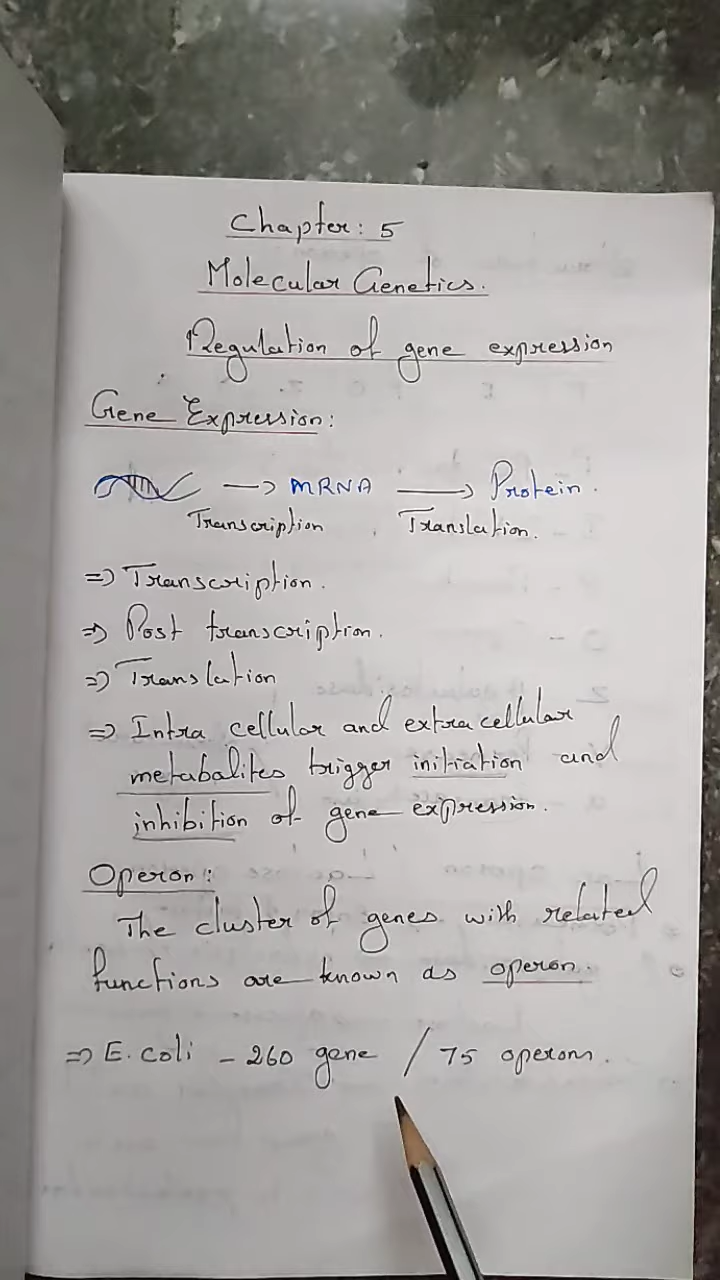 Chapter: 5
Molecular Genetics.
Regulation of gene expression
Gene Expression:
→ mRNA → Protein.
Transcription Translation.
⇒ Transcription.
⇒ Post transcription.
⇒ Translation
⇒ Intra cellular and extra cellular
metabalites trigger initiation and
inhibition of gene expression.
Operon:
The cluster of genes with related
functions are known as operon.
⇒ E. coli - 260 gene / 75 operons.